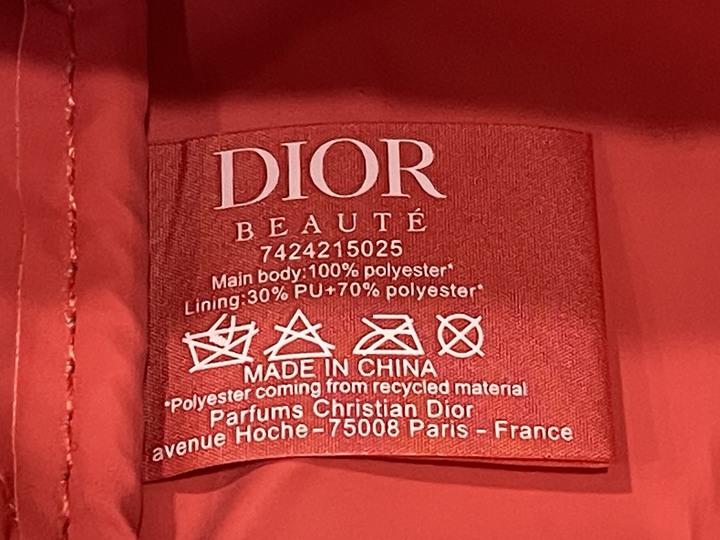 DIOR
BEAUTÉ
7424215025
Main body:100% polyester*
Lining:30% PU+70% polyester*
MADE IN CHINA
*Polyester coming from recycled material
Parfums Christian Dior
avenue Hoche-75008 Paris - France